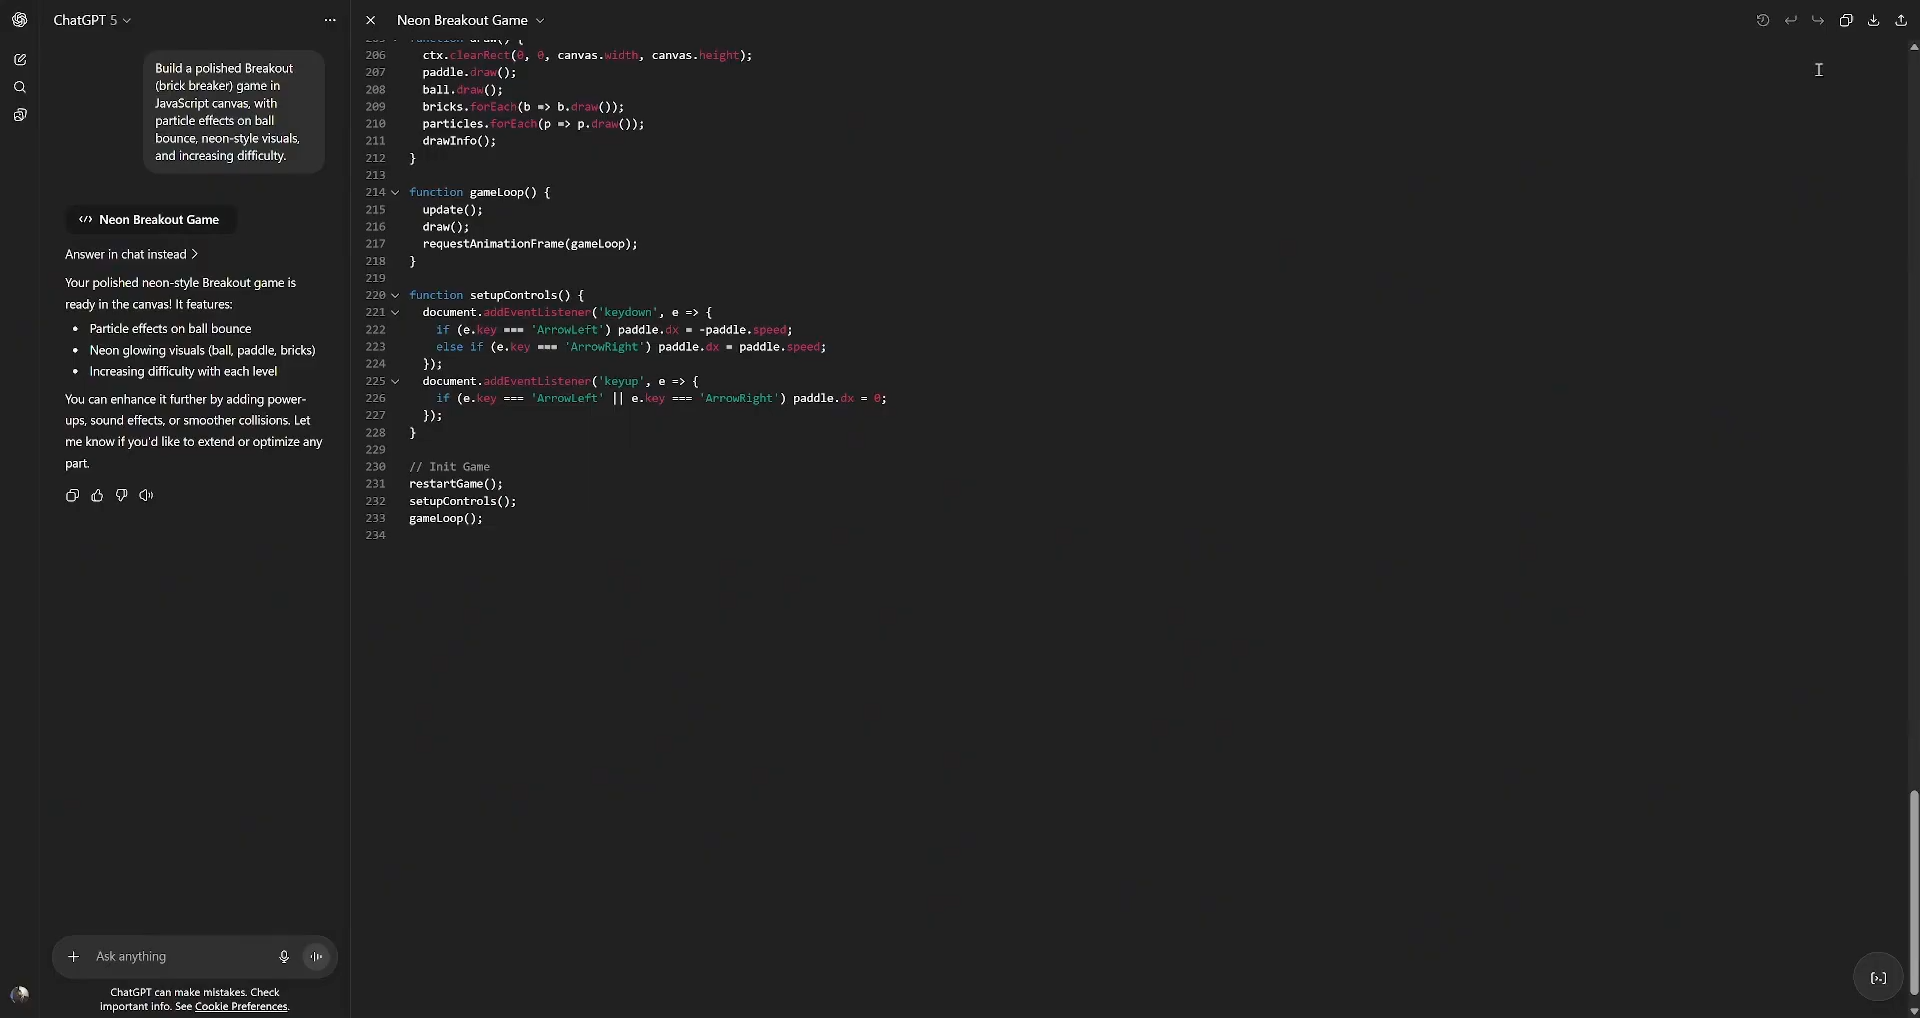 ChatGPT 5
Neon Breakout Game
Build a polished Breakout
(brick breaker) game in
JavaScript canvas, with
particle effects on ball
bounce, neon-style visuals,
and increasing difficulty.
Neon Breakout Game
Answer in chat instead
Your polished neon-style Breakout game is
ready in the canvas! It features:
• Particle effects on ball bounce
• Neon glowing visuals (ball, paddle, bricks)
• Increasing difficulty with each level
You can enhance it further by adding power-
ups, sound effects, or smoother collisions. Let
me know if you'd like to extend or optimize any
part.
Ask anything
ChatGPT can make mistakes. Check
important info. See Cookie Preferences.
205 function draw() {
206 ctx.clearRect(0, 0, canvas.width, canvas.height);
207 paddle.draw();
208 ball.draw();
209 bricks.forEach(b => b.draw());
210 particles.forEach(p => p.draw());
211 drawInfo();
212 }
213
214 function gameLoop() {
215 update();
216 draw();
217 requestAnimationFrame(gameLoop);
218 }
219
220 function setupControls() {
221 document.addEventListener('keydown', e => {
222 if (e.key === 'ArrowLeft') paddle.dx = -paddle.speed;
223 else if (e.key === 'ArrowRight') paddle.dx = paddle.speed;
224 });
225 document.addEventListener('keyup', e => {
226 if (e.key === 'ArrowLeft' || e.key === 'ArrowRight') paddle.dx = 0;
227 });
228 }
229
230 // Init Game
231 restartGame();
232 setupControls();
233 gameLoop();
234